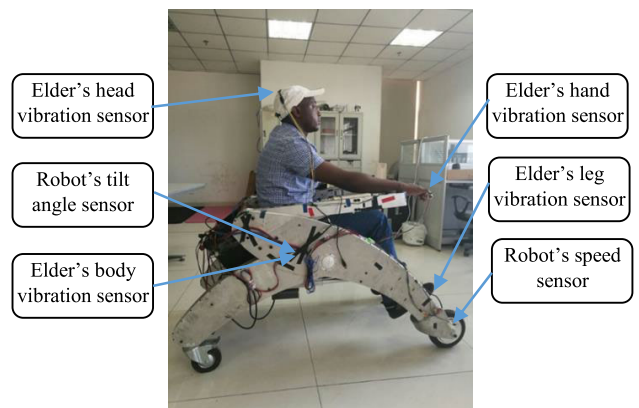 Elder's head
vibration sensor
Robot's tilt
angle sensor
Elder's body
vibration sensor
Elder's hand
vibration sensor
Elder's leg
vibration sensor
Robot's speed
sensor